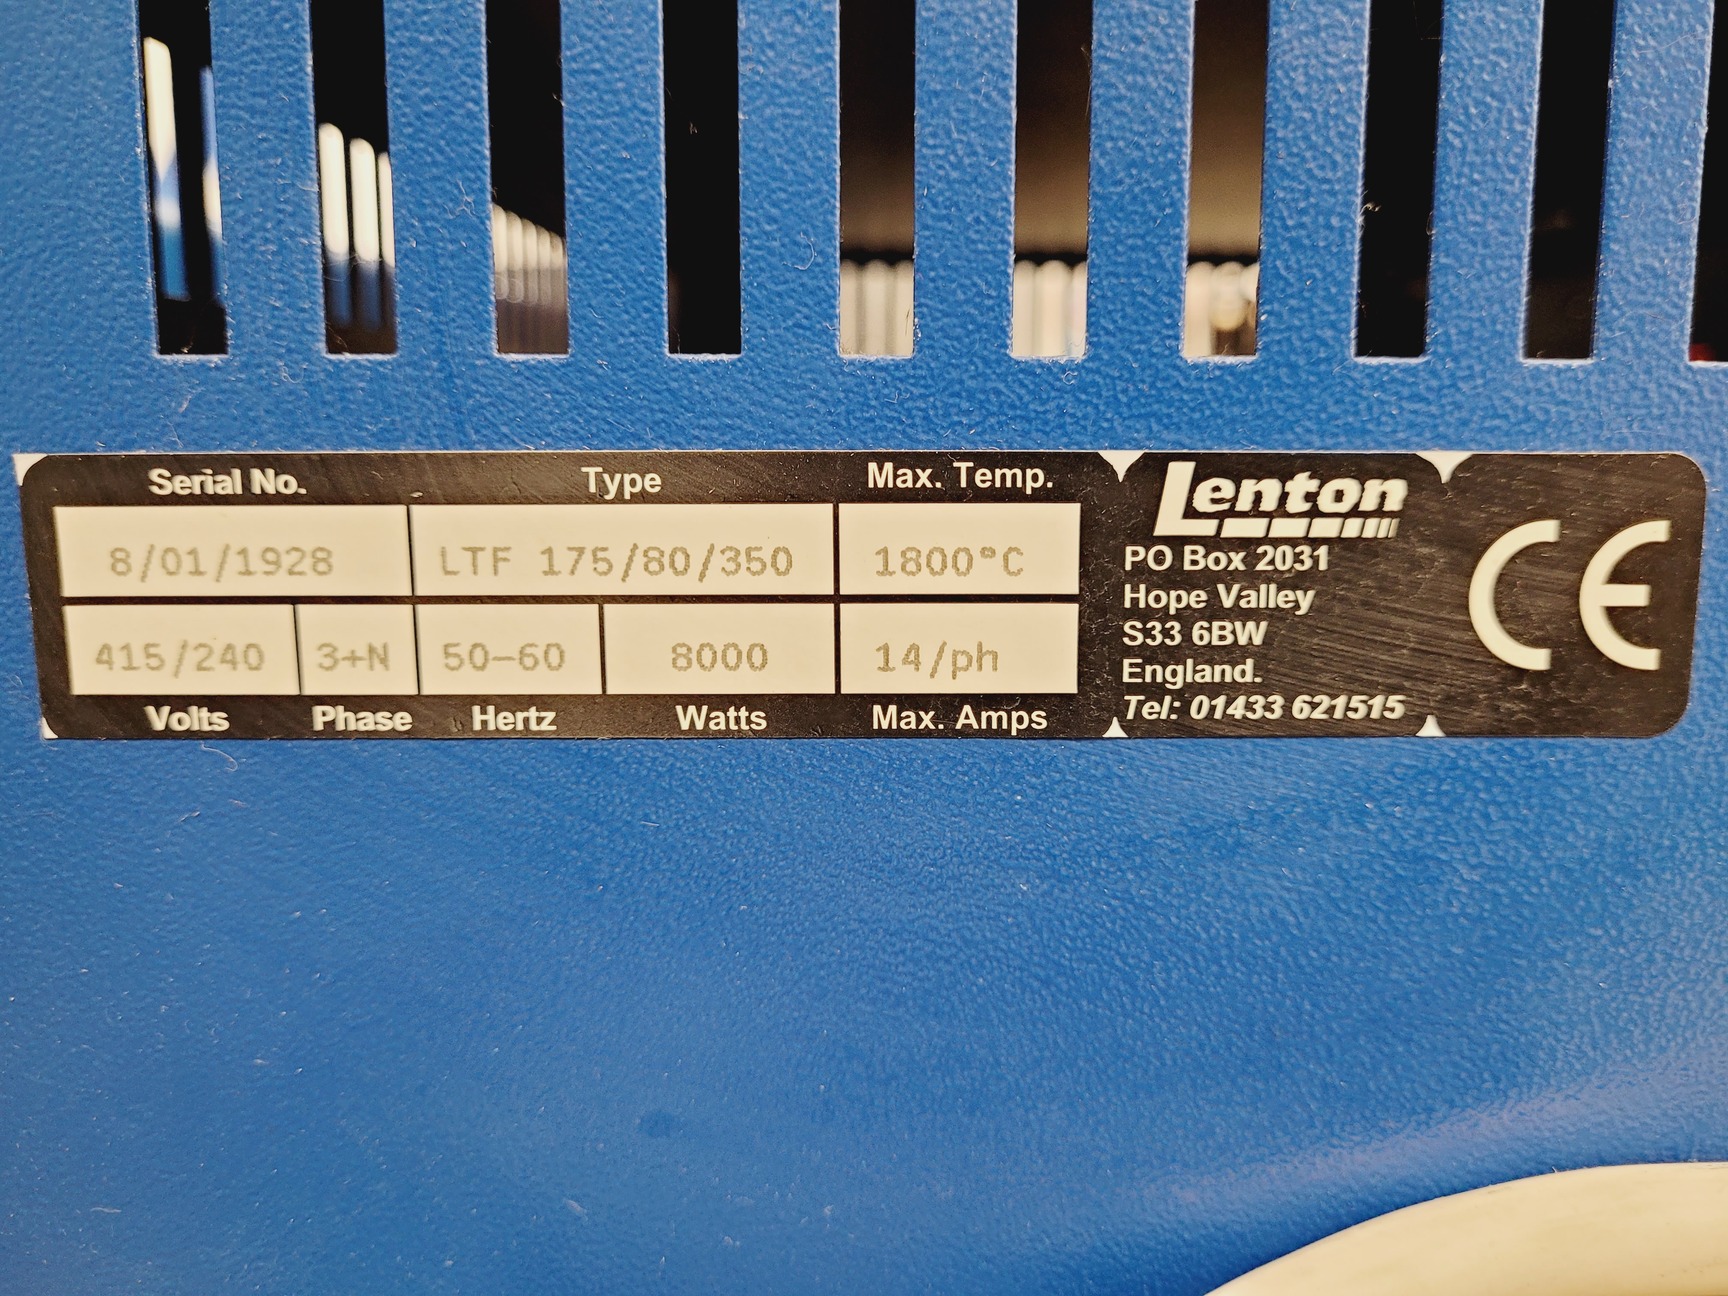 Serial No. Type Max. Temp.
8/01/1928 LTF 175/80/350 1800°C
415/240 3+N 50-60 8000 14/ph
Volts Phase Hertz Watts Max. Amps
Lenton
PO Box 2031
Hope Valley
S33 6BW
England.
Tel: 01433 621515
CE